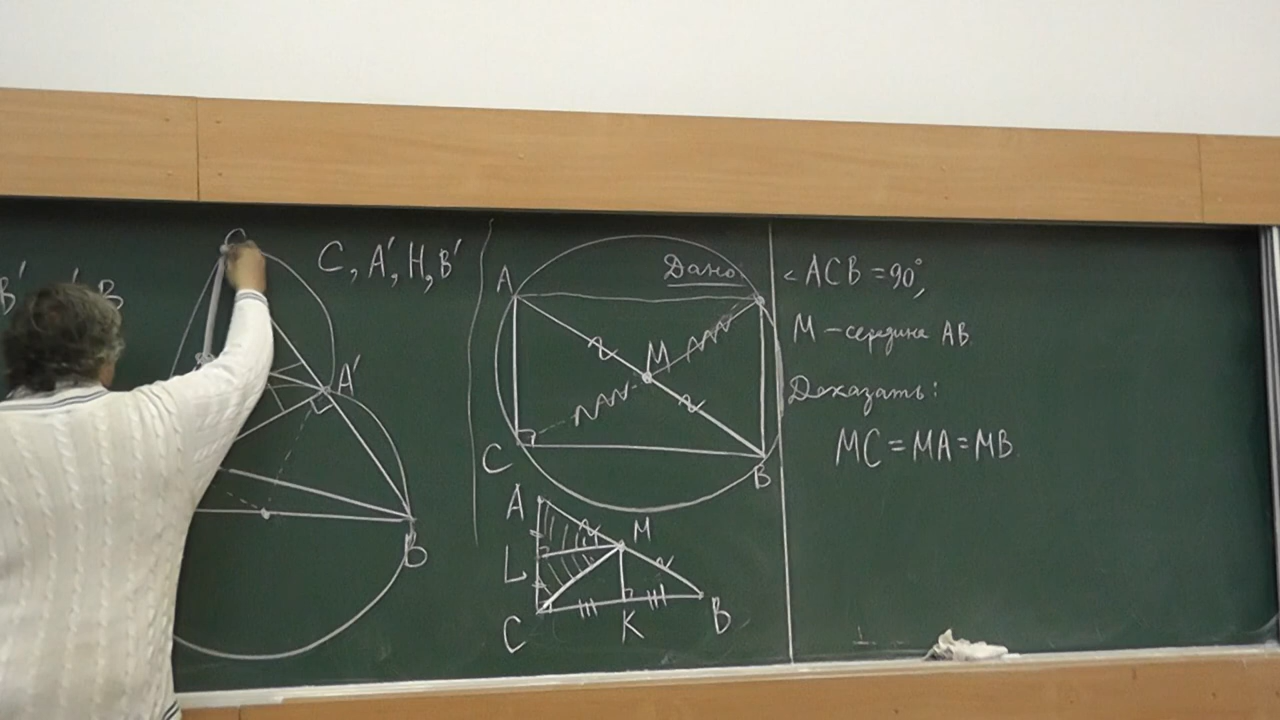 B'
B
C, A', H, B'
A'
B
A
Дано
M
C
B
A
M
L
C
K
B
< ACB = 90°,
M – середина AB.
Доказать:
MC = MA = MB